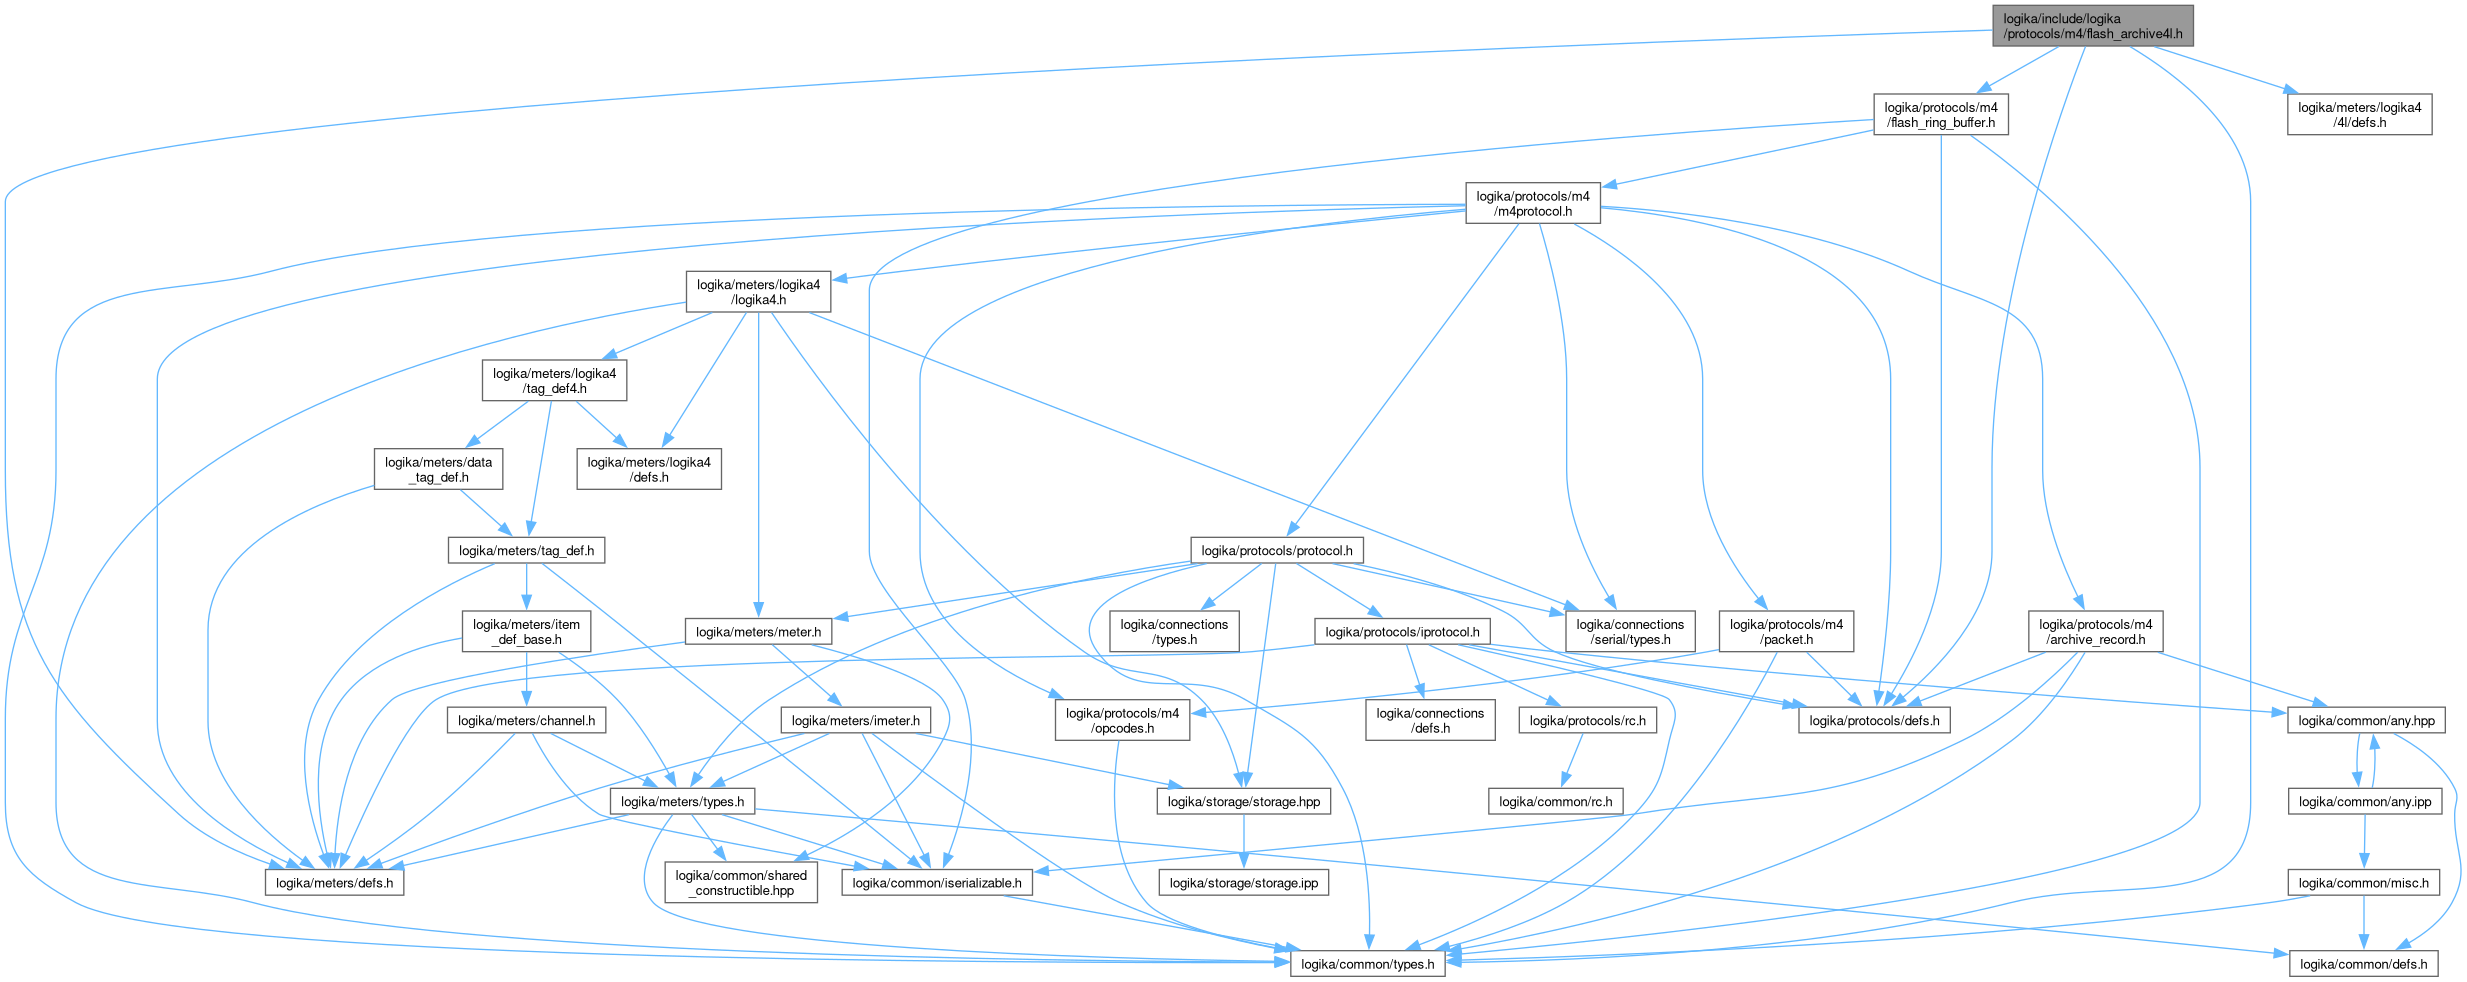 logika/include/logika
/protocols/m4/flash_archive4l.h
logika/protocols/m4
/flash_ring_buffer.h
logika/meters/logika4
/4l/defs.h
logika/protocols/m4
/m4protocol.h
logika/meters/logika4
/logika4.h
logika/meters/logika4
/tag_def4.h
logika/meters/data
_tag_def.h
logika/meters/logika4
/defs.h
logika/meters/tag_def.h
logika/protocols/protocol.h
logika/meters/item
_def_base.h
logika/meters/meter.h
logika/connections
/types.h
logika/protocols/iprotocol.h
logika/connections
/serial/types.h
logika/protocols/m4
/packet.h
logika/protocols/m4
/archive_record.h
logika/meters/channel.h
logika/meters/imeter.h
logika/protocols/m4
/opcodes.h
logika/connections
/defs.h
logika/protocols/rc.h
logika/protocols/defs.h
logika/common/any.hpp
logika/meters/types.h
logika/storage/storage.hpp
logika/common/rc.h
logika/common/any.ipp
logika/meters/defs.h
logika/common/shared
_constructible.hpp
logika/common/iserializable.h
logika/storage/storage.ipp
logika/common/misc.h
logika/common/types.h
logika/common/defs.h